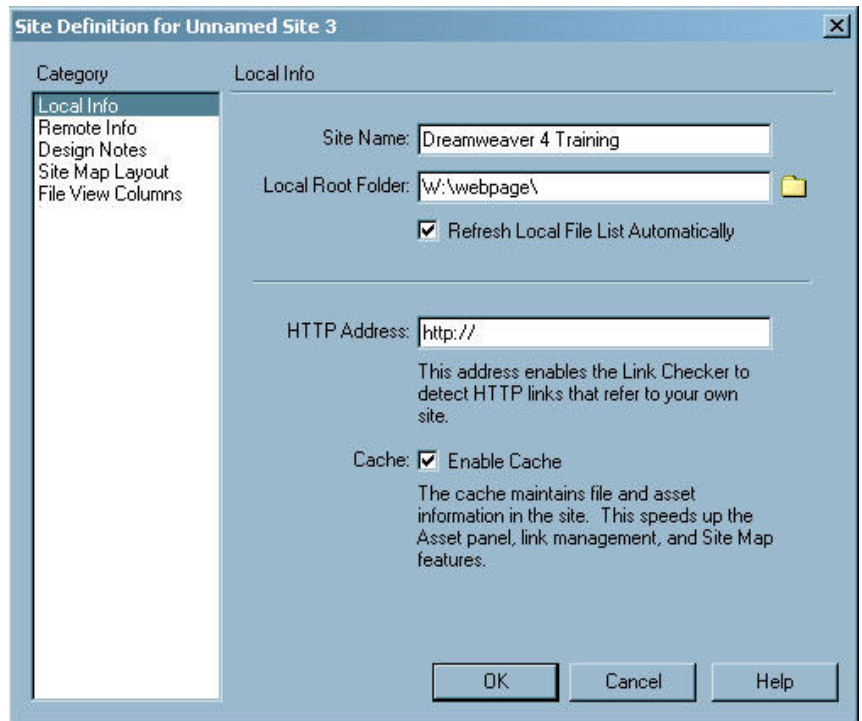 Site Definition for Unnamed Site 3
Category
Local Info
Remote Info
Design Notes
Site Map Layout
File View Columns
Local Info
Site Name: Dreamweaver 4 Training
Local Root Folder: W:\webpage\
Refresh Local File List Automatically
HTTP Address: http://
This address enables the Link Checker to
detect HTTP links that refer to your own
site.
Cache: Enable Cache
The cache maintains file and asset
information in the site. This speeds up the
Asset panel, link management, and Site Map
features.
OK Cancel Help